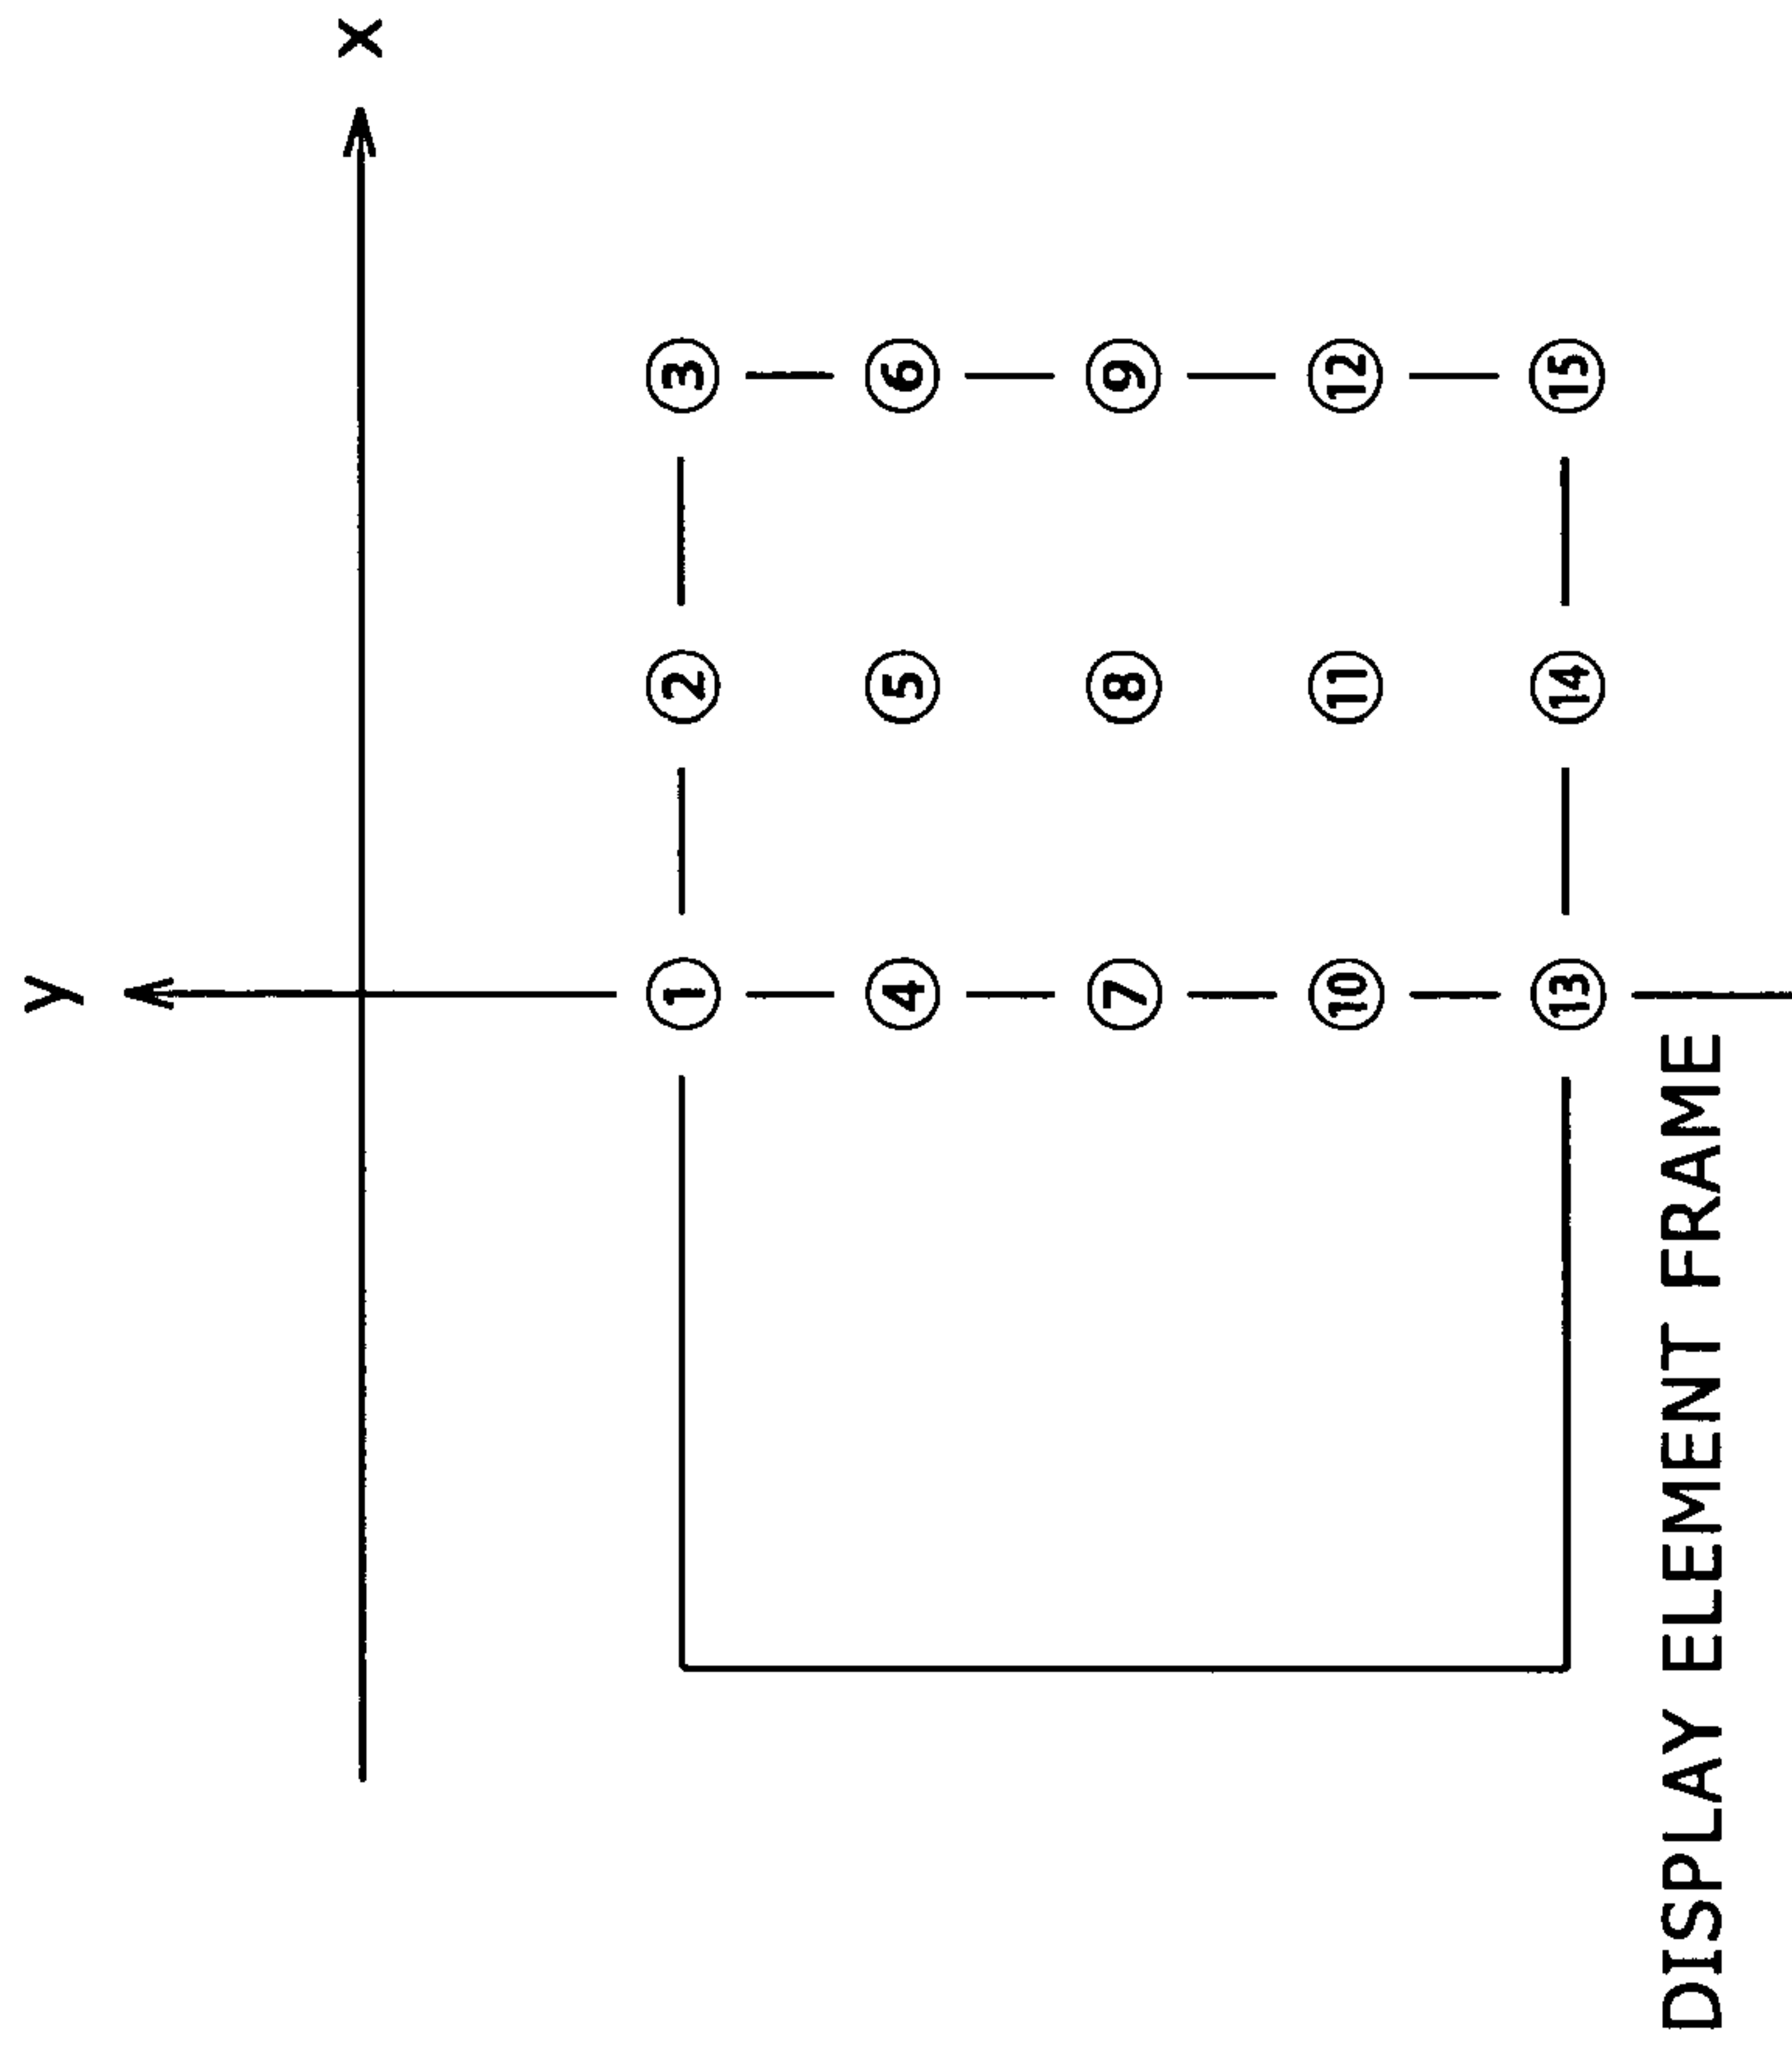 y
x
① ② ③
④ ⑤ ⑥
⑦ ⑧ ⑨
⑩ ⑪ ⑫
⑬ ⑭ ⑮
DISPLAY ELEMENT FRAME